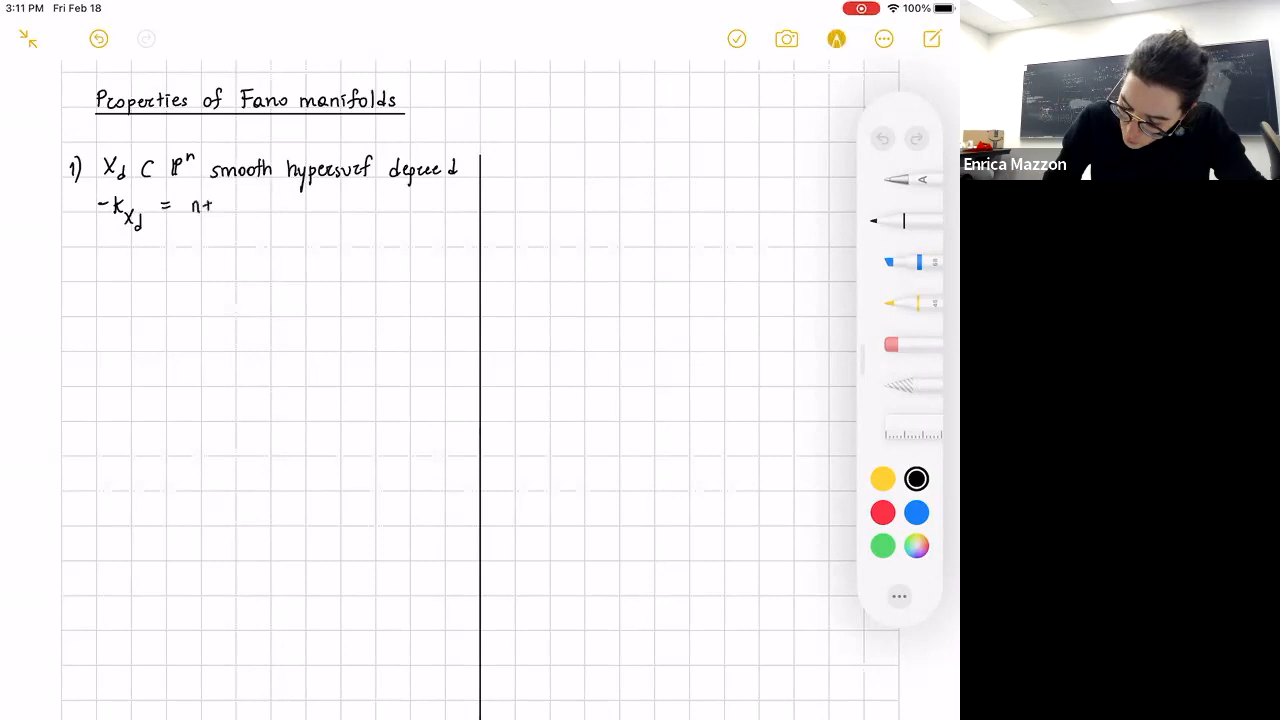 3:11 PM Fri Feb 18
100%
Properties of Fano manifolds
1) X_d ⊂ ℙ^n smooth hypersurf degree d
-K_{X_d} = n+
Enrica Mazzon